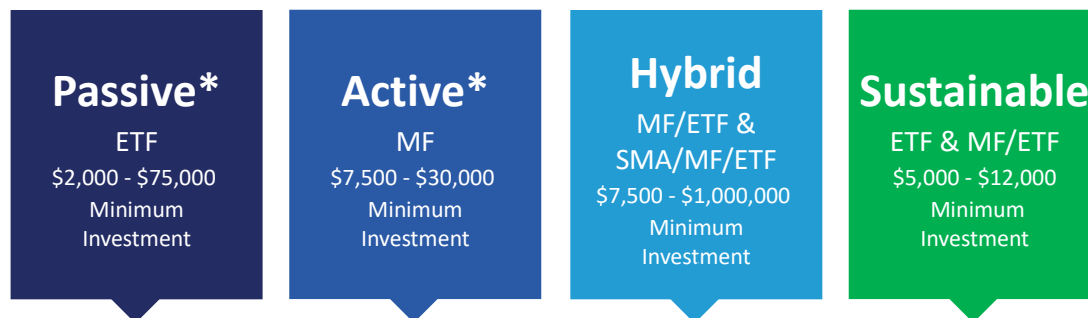 Passive*
ETF
$2,000 - $75,000
Minimum
Investment
Active*
MF
$7,500 - $30,000
Minimum
Investment
Hybrid
MF/ETF &
SMA/MF/ETF
$7,500 - $1,000,000
Minimum
Investment
Sustainable
ETF & MF/ETF
$5,000 - $12,000
Minimum
Investment